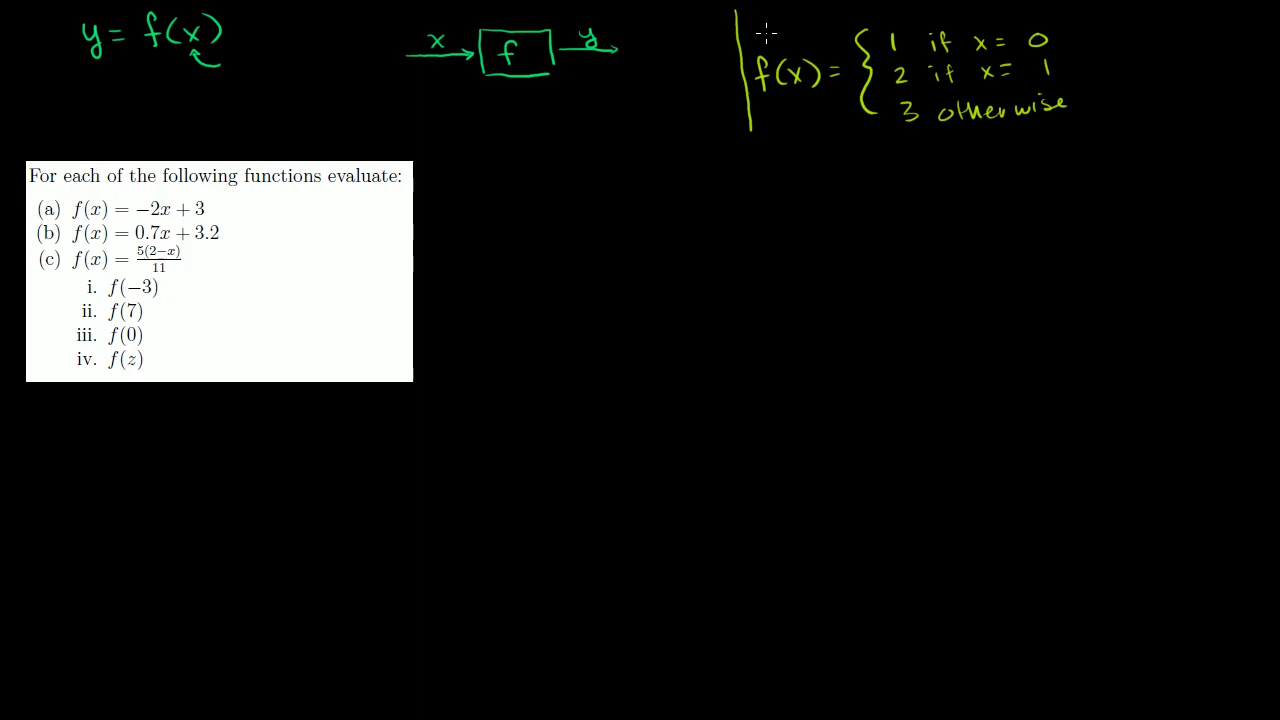 y = f(x)
x f y
f(x) = { 1 if x = 0
2 if x = 1
3 otherwise
For each of the following functions evaluate:
(a) f(x) = −2x + 3
(b) f(x) = 0.7x + 3.2
(c) f(x) = 5(2−x)/11
i. f(−3)
ii. f(7)
iii. f(0)
iv. f(z)